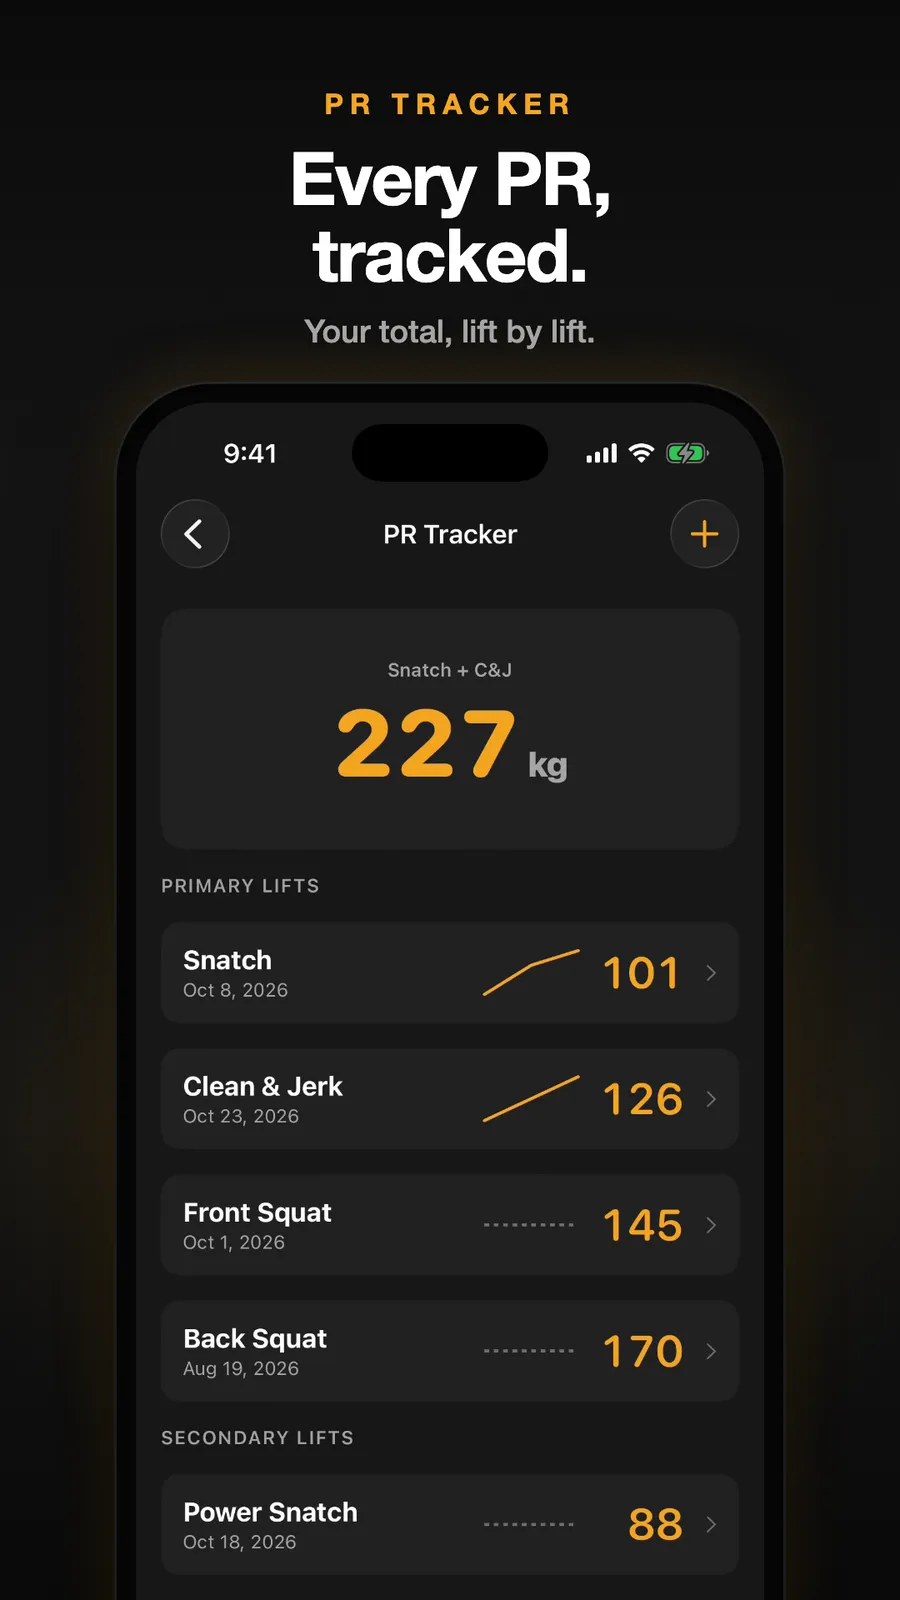 PR TRACKER
Every PR,
tracked.
Your total, lift by lift.
9:41
PR Tracker
Snatch + C&J
227 kg
PRIMARY LIFTS
Snatch
101
Oct 8, 2026
Clean & Jerk
126
Oct 23, 2026
Front Squat
145
Oct 1, 2026
Back Squat
170
Aug 19, 2026
SECONDARY LIFTS
Power Snatch
88
Oct 18, 2026